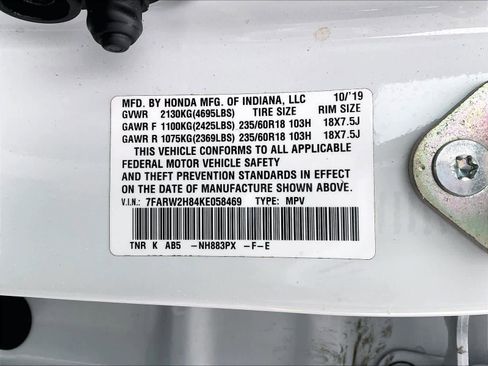 MFD. BY HONDA MFG. OF INDIANA, LLC 10/'19
GVWR 2130KG(4695LBS) TIRE SIZE RIM SIZE
GAWR F 1100KG(2425LBS) 235/60R18 103H 18X7.5J
GAWR R 1075KG(2369LBS) 235/60R18 103H 18X7.5J
THIS VEHICLE CONFORMS TO ALL APPLICABLE
FEDERAL MOTOR VEHICLE SAFETY
AND THEFT PREVENTION STANDARDS IN EFFECT
ON THE DATE OF MANUFACTURE SHOWN ABOVE.
V.I.N.: 7FARW2H84KE058469 TYPE: MPV
TNR K AB5 -NH883PX -F-E